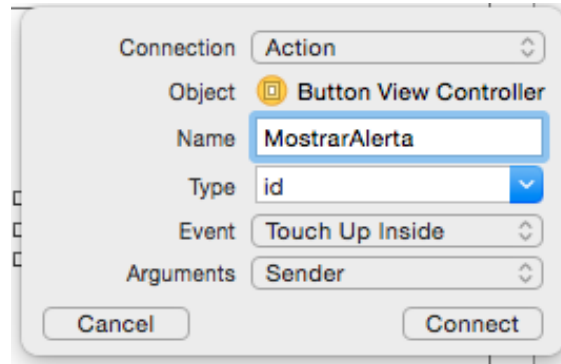 Connection Action
Object Button View Controller
Name MostrarAlerta
Type id
Event Touch Up Inside
Arguments Sender
Cancel Connect